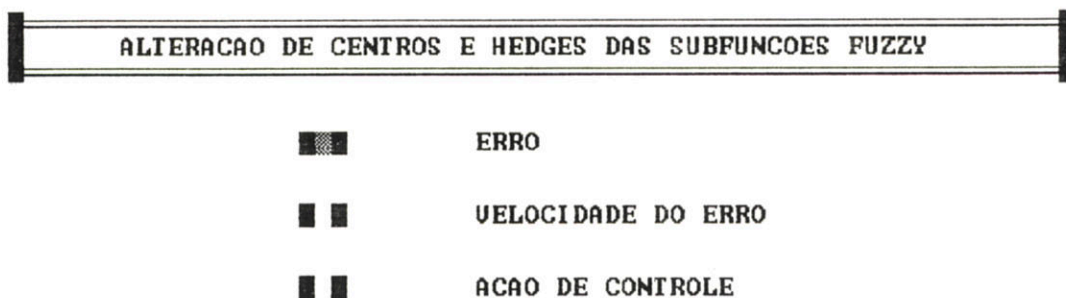 ALTERACAO DE CENTROS E HEDGES DAS SUBFUNCOES FUZZY
ERRO
VELOCIDADE DO ERRO
ACAO DE CONTROLE